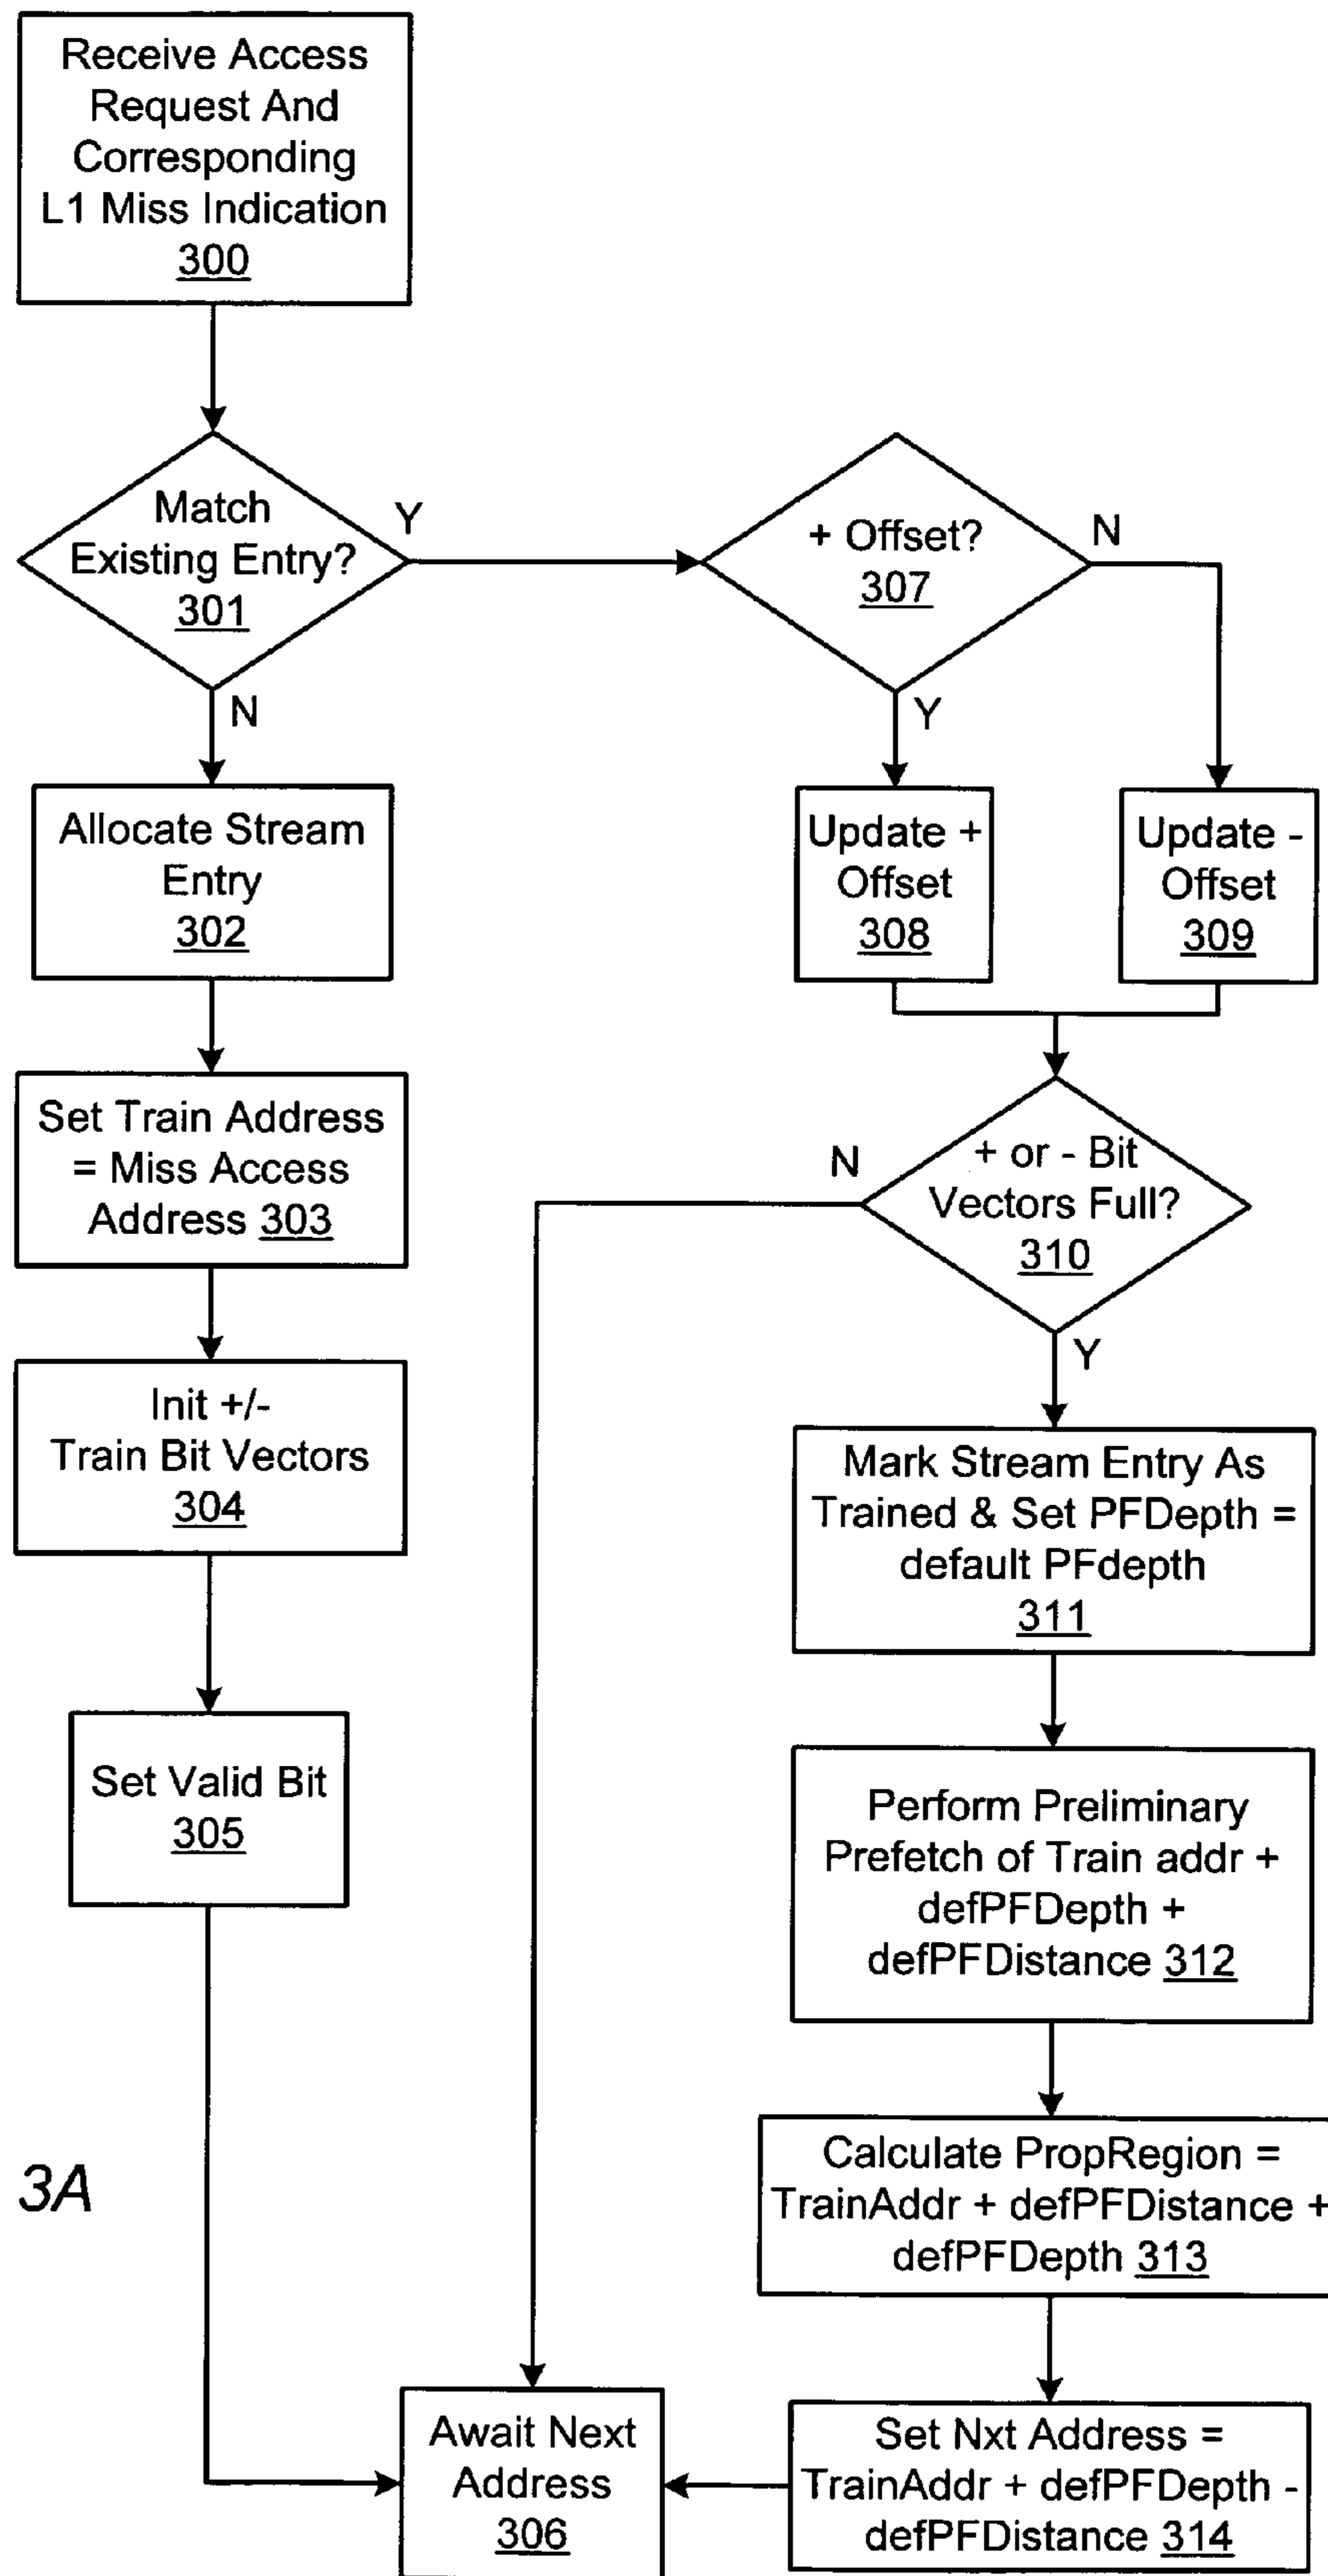 Receive Access
Request And
Corresponding
L1 Miss Indication
300
Match
Existing Entry?
301
Y
N
+ Offset?
307
N
Y
Allocate Stream
Entry
302
Update +
Offset
308
Update -
Offset
309
Set Train Address
= Miss Access
Address 303
+ or - Bit
Vectors Full?
310
N
Y
Init +/-
Train Bit Vectors
304
Mark Stream Entry As
Trained & Set PFDepth =
default PFdepth
311
Set Valid Bit
305
Perform Preliminary
Prefetch of Train addr +
defPFDepth +
defPFDistance 312
3A
Calculate PropRegion =
TrainAddr + defPFDistance +
defPFDepth 313
Await Next
Address
306
Set Nxt Address =
TrainAddr + defPFDepth -
defPFDistance 314